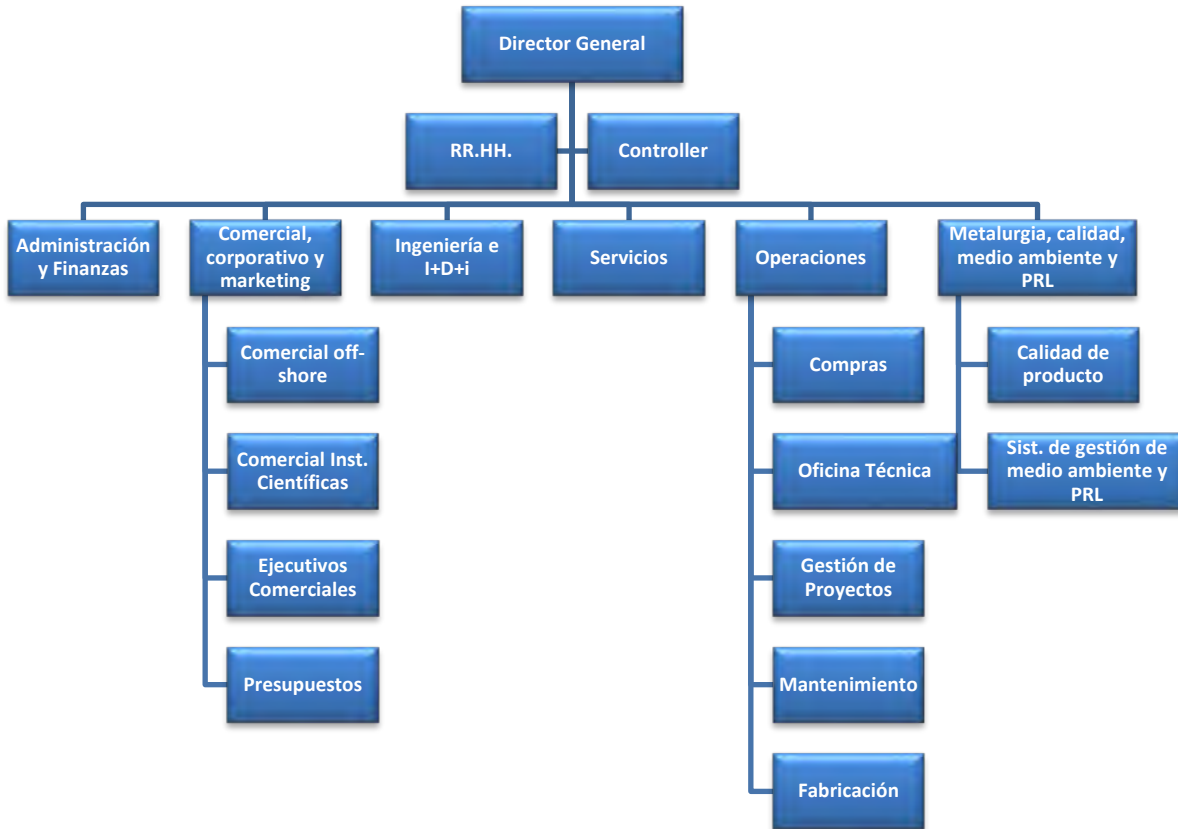 Director General
RR.HH.
Controller
Administración
y Finanzas
Comercial,
corporativo y
marketing
Ingeniería e
I+D+i
Servicios
Operaciones
Metalurgia, calidad,
medio ambiente y
PRL
Comercial off-
shore
Comercial Inst.
Científicas
Ejecutivos
Comerciales
Presupuestos
Compras
Oficina Técnica
Gestión de
Proyectos
Mantenimiento
Fabricación
Calidad de
producto
Sist. de gestión de
medio ambiente y
PRL